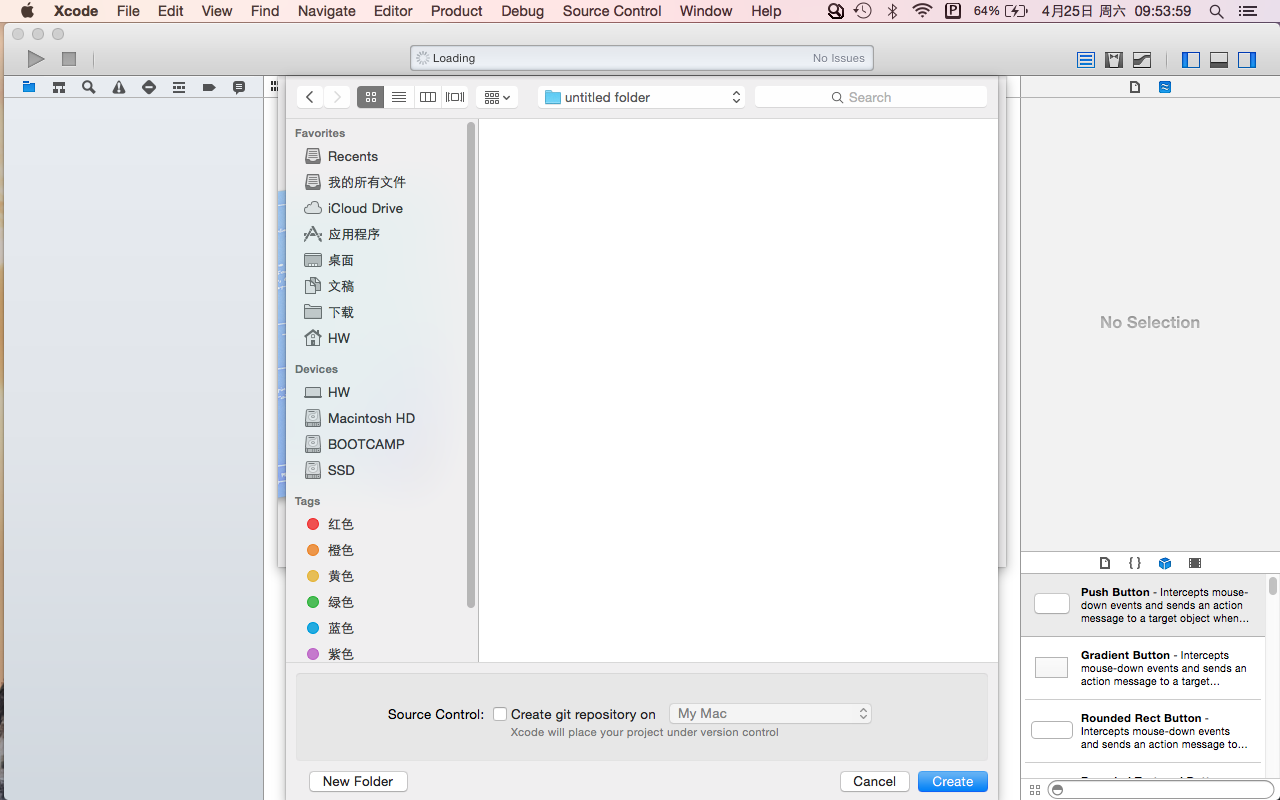 Xcode File Edit View Find Navigate Editor Product Debug Source Control Window Help P 64% 4月25日 周六 09:53:59
Loading No Issues
untitled folder Search
Favorites
Recents
我的所有文件
iCloud Drive
应用程序
桌面
文稿
下载
HW
Devices
HW
Macintosh HD
BOOTCAMP
SSD
Tags
红色
橙色
黄色
绿色
蓝色
紫色
Source Control: Create git repository on My Mac
Xcode will place your project under version control
New Folder Cancel Create
No Selection
{ }
Push Button - Intercepts mouse-
down events and sends an action
message to a target object when...
Gradient Button - Intercepts
mouse-down events and sends an
action message to a target...
Rounded Rect Button -
Intercepts mouse-down events
and sends an action message to...